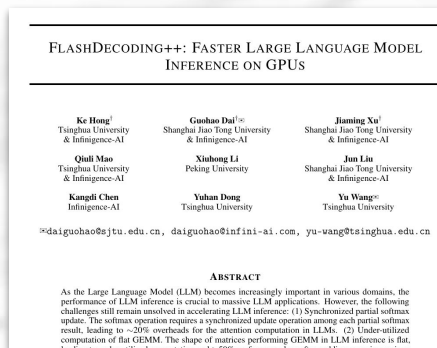 FLASHDECODING++: FASTER LARGE LANGUAGE MODEL
INFERENCE ON GPUS
Ke Hong† Guohao Dai†✉ Jiaming Xu†
Tsinghua University Shanghai Jiao Tong University Shanghai Jiao Tong University
& Infinigence-AI & Infinigence-AI & Infinigence-AI
Qiuli Mao Xiuhong Li Jun Liu
Tsinghua University Peking University Shanghai Jiao Tong University
& Infinigence-AI & Infinigence-AI
Kangdi Chen Yuhan Dong Yu Wang✉
Infinigence-AI Tsinghua University Tsinghua University
✉daiguohao@sjtu.edu.cn, daiguohao@infini-ai.com, yu-wang@tsinghua.edu.cn
ABSTRACT
As the Large Language Model (LLM) becomes increasingly important in various domains, the
performance of LLM inference is crucial to massive LLM applications. However, the following
challenges still remain unsolved in accelerating LLM inference: (1) Synchronized partial softmax
update. The softmax operation requires a synchronized update operation among each partial softmax
result, leading to ∼20% overheads for the attention computation in LLMs. (2) Under-utilized
computation of flat GEMM. The shape of matrices performing GEMM in LLM inference is flat,